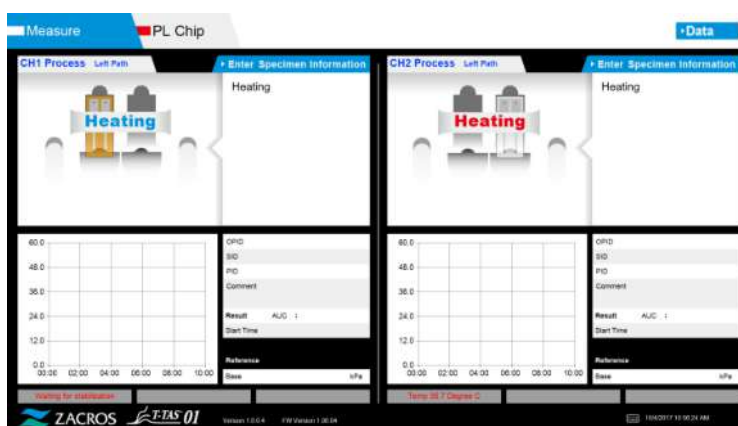 Measure
PL Chip
Data
CH1 Process Left Path
Enter Specimen Information
Heating
Heating
60.0
48.0
36.0
24.0
12.0
0.0
00:00 02:00 04:00 06:00 08:00 10:00
OPID
SID
PID
Comment
Result AUC :
Start Time
Reference
Base kPa
Waiting for stabilization
CH2 Process Left Path
Enter Specimen Information
Heating
Heating
60.0
48.0
36.0
24.0
12.0
0.0
00:00 02:00 04:00 06:00 08:00 10:00
OPID
SID
PID
Comment
Result AUC :
Start Time
Reference
Base kPa
ZACROS T-TAS 01